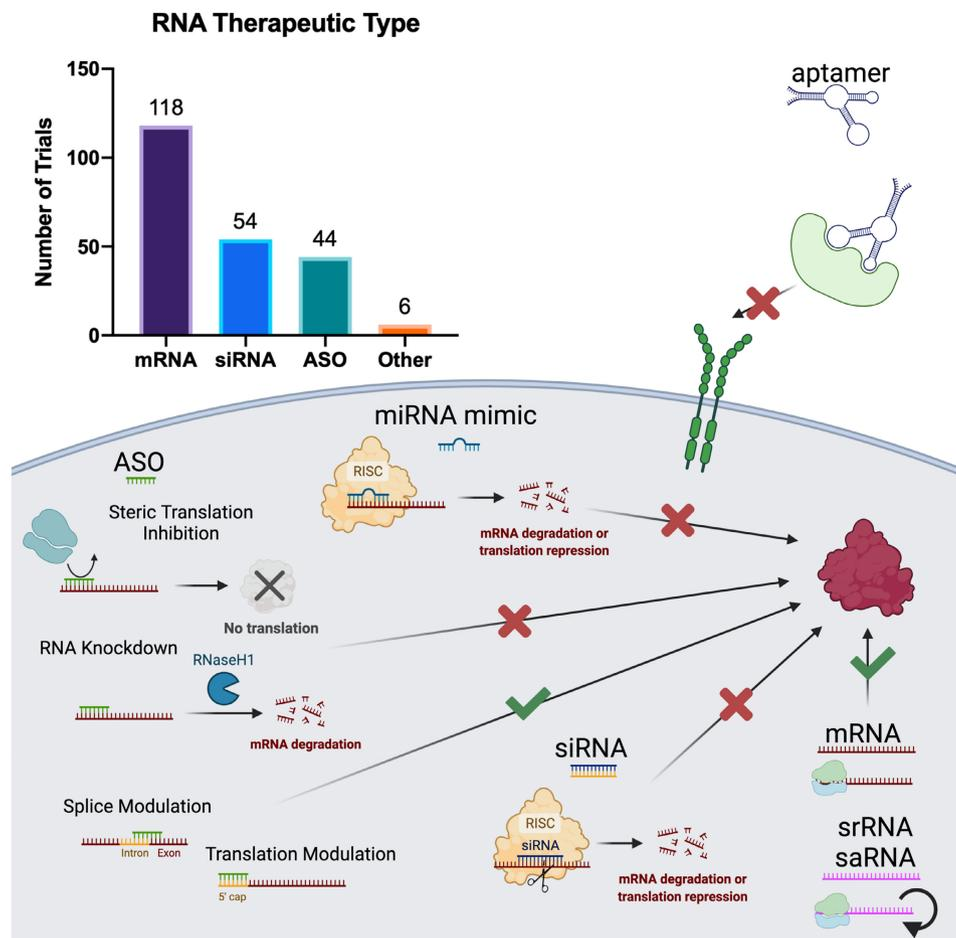 RNA Therapeutic Type
Number of Trials
150
100
50
0
118
54
44
6
mRNA
siRNA
ASO
Other
aptamer
miRNA mimic
RISC
mRNA degradation or
translation repression
ASO
Steric Translation
Inhibition
No translation
RNA Knockdown
RNaseH1
mRNA degradation
Splice Modulation
Intron
Exon
Translation Modulation
5' cap
siRNA
RISC
siRNA
mRNA degradation or
translation repression
mRNA
srRNA
saRNA